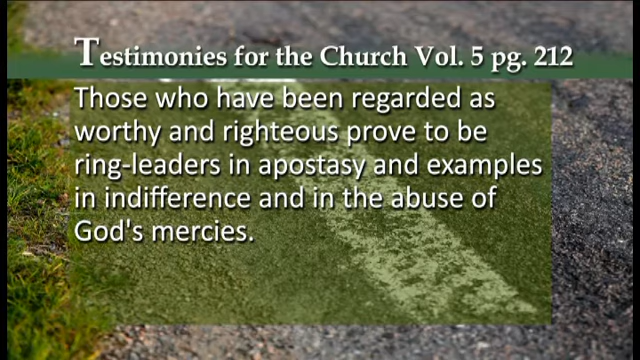 Testimonies for the Church Vol. 5 pg. 212
Those who have been regarded as
worthy and righteous prove to be
ring-leaders in apostasy and examples
in indifference and in the abuse of
God's mercies.